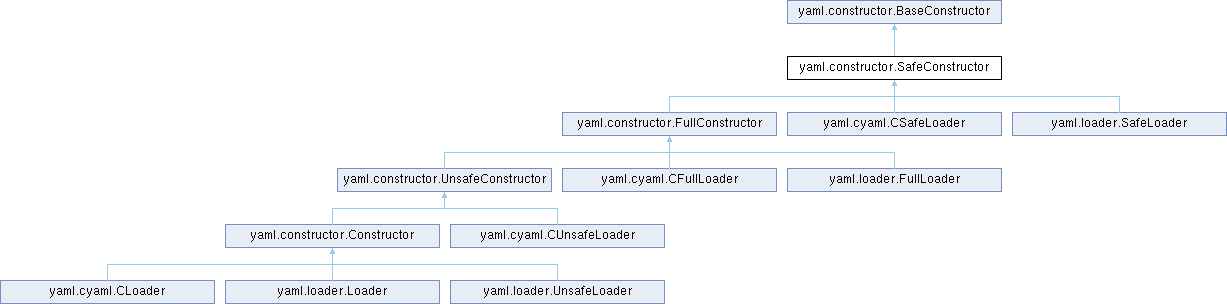 yaml.constructor.BaseConstructor
yaml.constructor.SafeConstructor
yaml.constructor.FullConstructor
yaml.cyaml.CSafeLoader
yaml.loader.SafeLoader
yaml.constructor.UnsafeConstructor
yaml.cyaml.CFullLoader
yaml.loader.FullLoader
yaml.constructor.Constructor
yaml.cyaml.CUnsafeLoader
yaml.cyaml.CLoader
yaml.loader.Loader
yaml.loader.UnsafeLoader